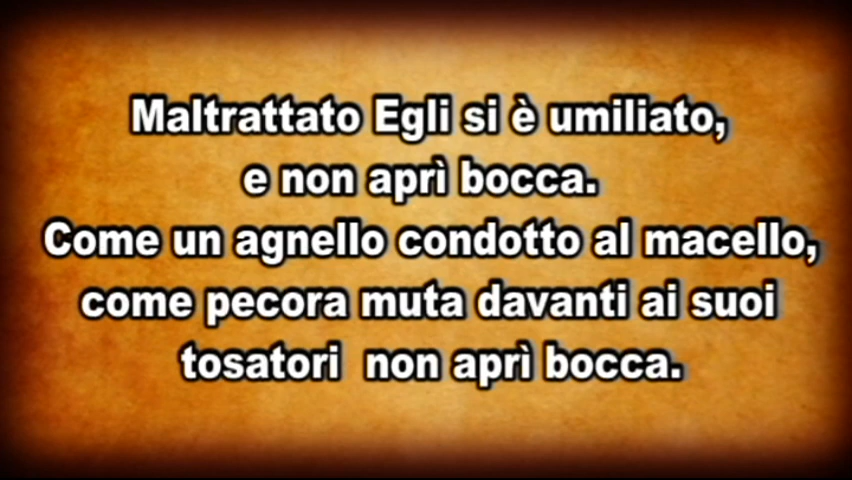 Maltrattato Egli si è umiliato,
e non aprì bocca.
Come un agnello condotto al macello,
come pecora muta davanti ai suoi
tosatori  non aprì bocca.